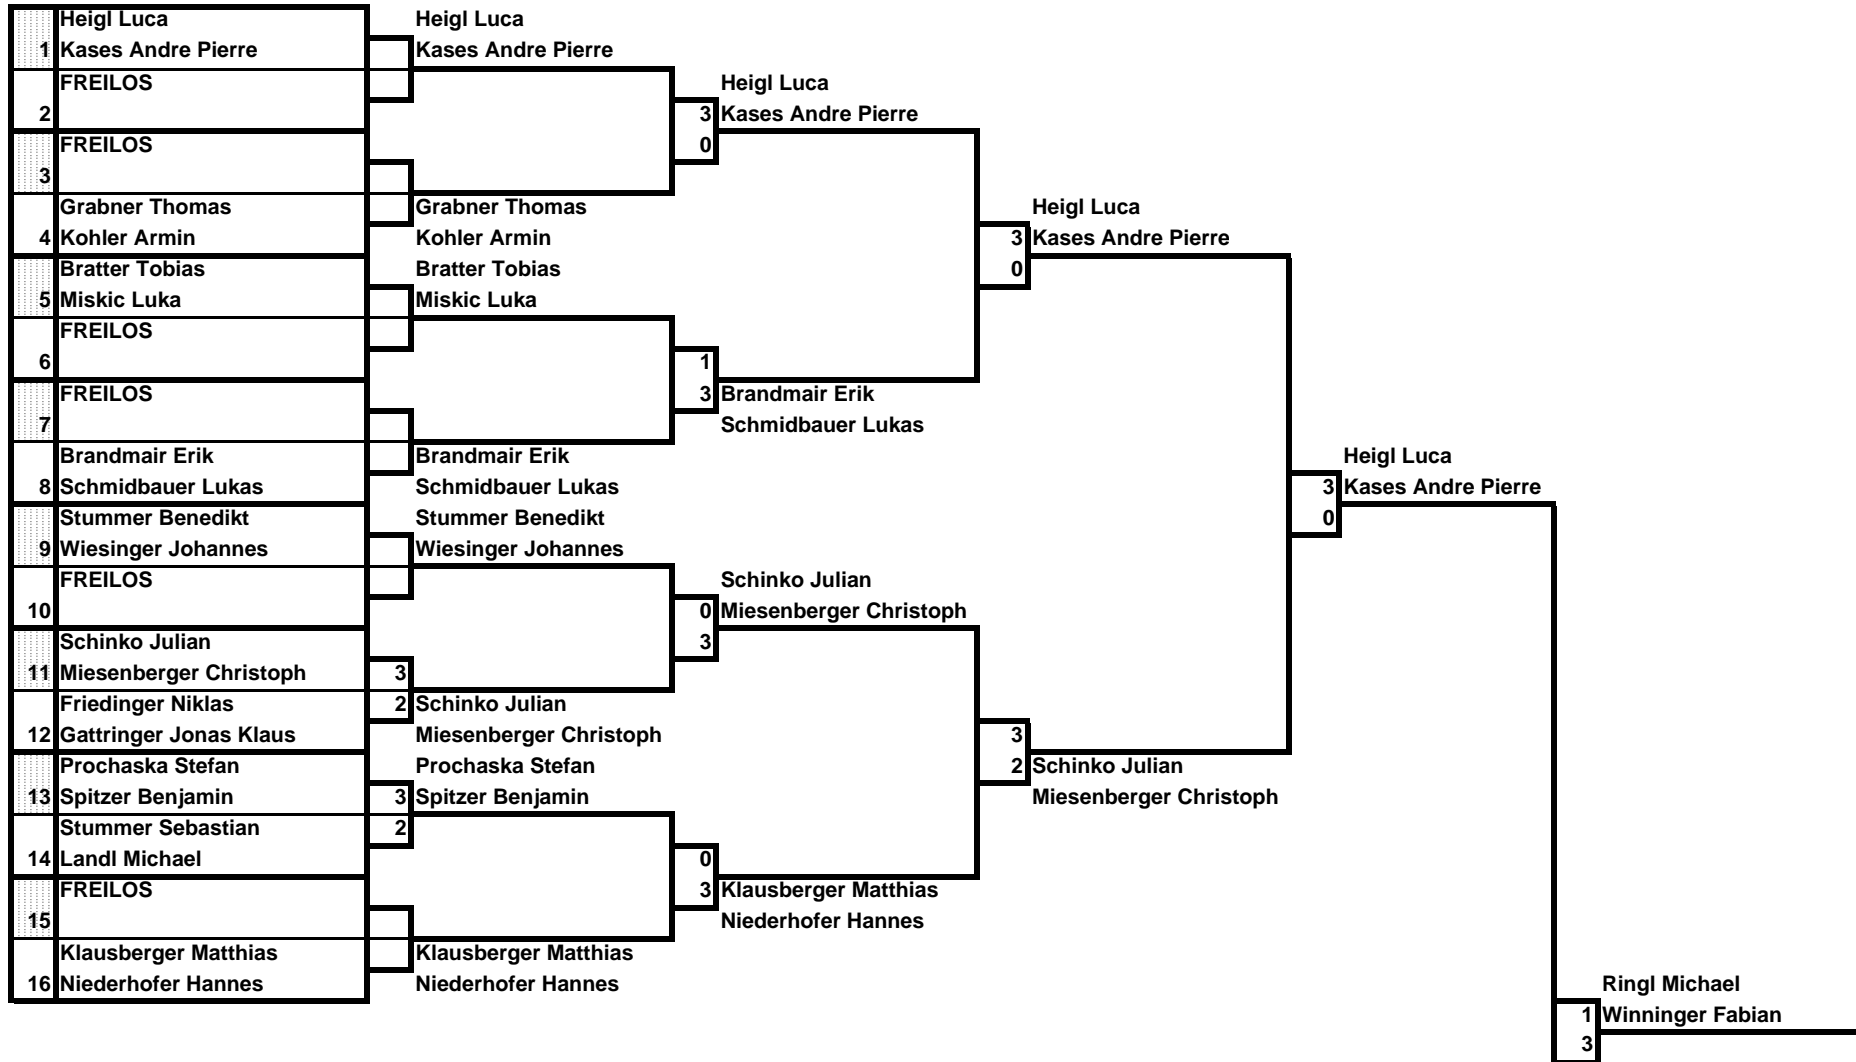 Heigl Luca Heigl Luca
1 Kases Andre Pierre Kases Andre Pierre
FREILOS Heigl Luca
2 3 Kases Andre Pierre
FREILOS 0
3
Grabner Thomas Grabner Thomas Heigl Luca
4 Kohler Armin Kohler Armin 3 Kases Andre Pierre
Bratter Tobias Bratter Tobias 0
5 Miskic Luka Miskic Luka
FREILOS
6 1
FREILOS 3 Brandmair Erik
7 Schmidbauer Lukas
Brandmair Erik Brandmair Erik Heigl Luca
8 Schmidbauer Lukas Schmidbauer Lukas 3 Kases Andre Pierre
Stummer Benedikt Stummer Benedikt 0
9 Wiesinger Johannes Wiesinger Johannes
FREILOS Schinko Julian
10 0 Miesenberger Christoph
Schinko Julian 3
11 Miesenberger Christoph 3
Friedinger Niklas 2 Schinko Julian
12 Gattringer Jonas Klaus Miesenberger Christoph 3
Prochaska Stefan Prochaska Stefan 2 Schinko Julian
13 Spitzer Benjamin 3 Spitzer Benjamin Miesenberger Christoph
Stummer Sebastian 2
14 Landl Michael 0
FREILOS 3 Klausberger Matthias
15 Niederhofer Hannes
Klausberger Matthias Klausberger Matthias
16 Niederhofer Hannes Niederhofer Hannes Ringl Michael
1 Winninger Fabian
3